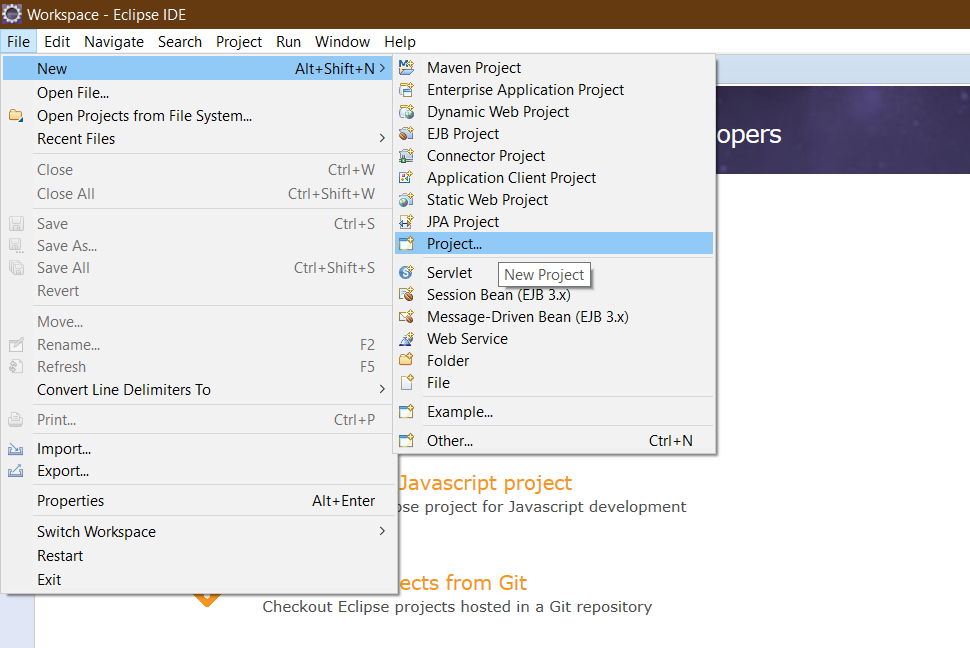 Workspace - Eclipse IDE
File Edit Navigate Search Project Run Window Help
New Alt+Shift+N >
Open File...
Open Projects from File System...
Recent Files >
Close Ctrl+W
Close All Ctrl+Shift+W
Save Ctrl+S
Save As...
Save All Ctrl+Shift+S
Revert
Move...
Rename... F2
Refresh F5
Convert Line Delimiters To >
Print... Ctrl+P
Import...
Export...
Properties Alt+Enter
Switch Workspace >
Restart
Exit
Maven Project
Enterprise Application Project
Dynamic Web Project
EJB Project
Connector Project
Application Client Project
Static Web Project
JPA Project
Project...
Servlet
New Project
Session Bean (EJB 3.x)
Message-Driven Bean (EJB 3.x)
Web Service
Folder
File
Example...
Other... Ctrl+N
opers
Javascript project
ose project for Javascript development
ects from Git
Checkout Eclipse projects hosted in a Git repository